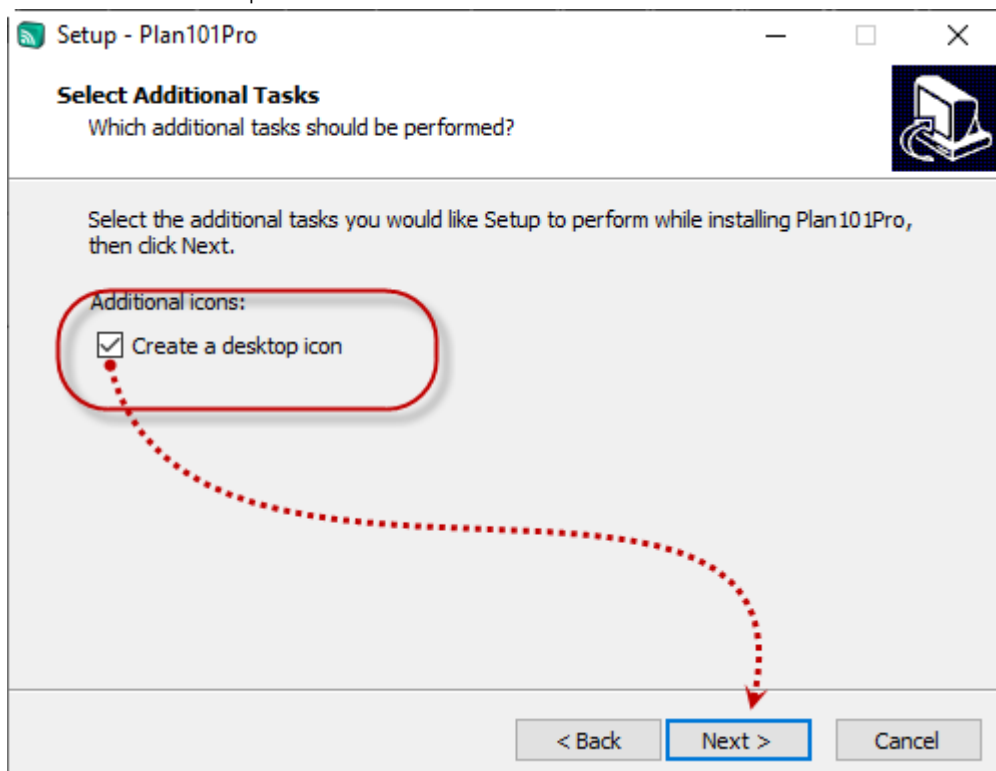 Setup - Plan101Pro
Select Additional Tasks
Which additional tasks should be performed?
Select the additional tasks you would like Setup to perform while installing Plan101Pro,
then click Next.
Additional icons:
Create a desktop icon
< Back Next > Cancel